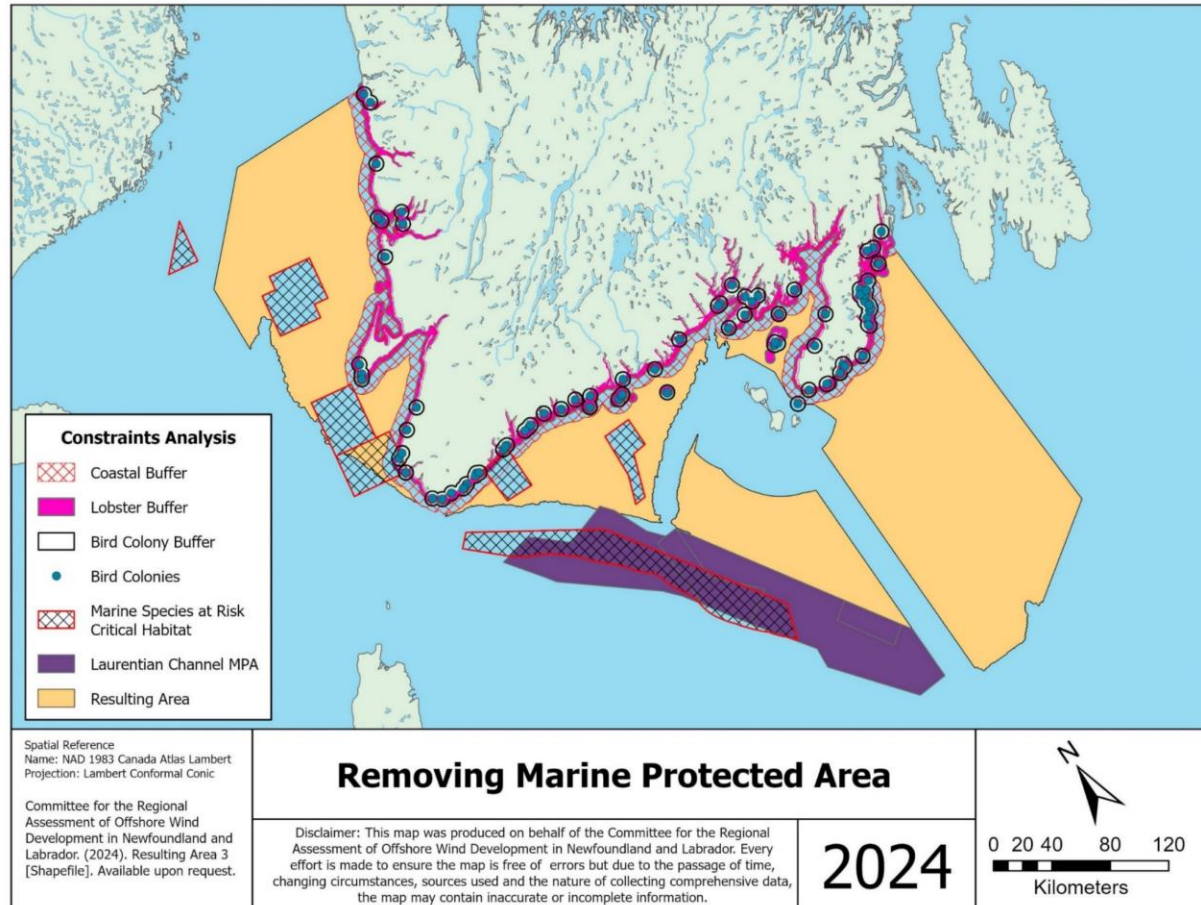 Constraints Analysis
Coastal Buffer
Lobster Buffer
Bird Colony Buffer
Bird Colonies
Marine Species at Risk
Critical Habitat
Laurentian Channel MPA
Resulting Area
Spatial Reference
Name: NAD 1983 Canada Atlas Lambert
Projection: Lambert Conformal Conic
Committee for the Regional
Assessment of Offshore Wind
Development in Newfoundland and
Labrador. (2024). Resulting Area 3
[Shapefile]. Available upon request.
Removing Marine Protected Area
Disclaimer: This map was produced on behalf of the Committee for the Regional
Assessment of Offshore Wind Development in Newfoundland and Labrador. Every
effort is made to ensure the map is free of errors but due to the passage of time,
changing circumstances, sources used and the nature of collecting comprehensive data,
the map may contain inaccurate or incomplete information.
2024
N
0 20 40 80 120
Kilometers